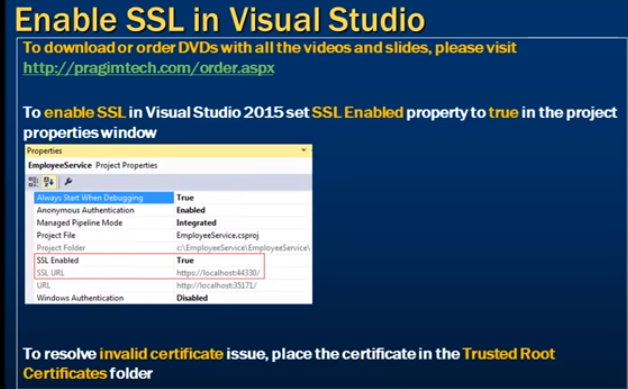 Enable SSL in Visual Studio
To download or order DVDs with all the videos and slides, please visit
http://pragimtech.com/order.aspx
To enable SSL in Visual Studio 2015 set SSL Enabled property to true in the project
properties window
Properties
EmployeeService Project Properties
Always Start When Debugging True
Anonymous Authentication Enabled
Managed Pipeline Mode Integrated
Project File EmployeeService.csproj
Project Folder c:\EmployeeService\EmployeeService\
SSL Enabled True
SSL URL https://localhost:44330/
URL http://localhost:35171/
Windows Authentication Disabled
To resolve invalid certificate issue, place the certificate in the Trusted Root
Certificates folder